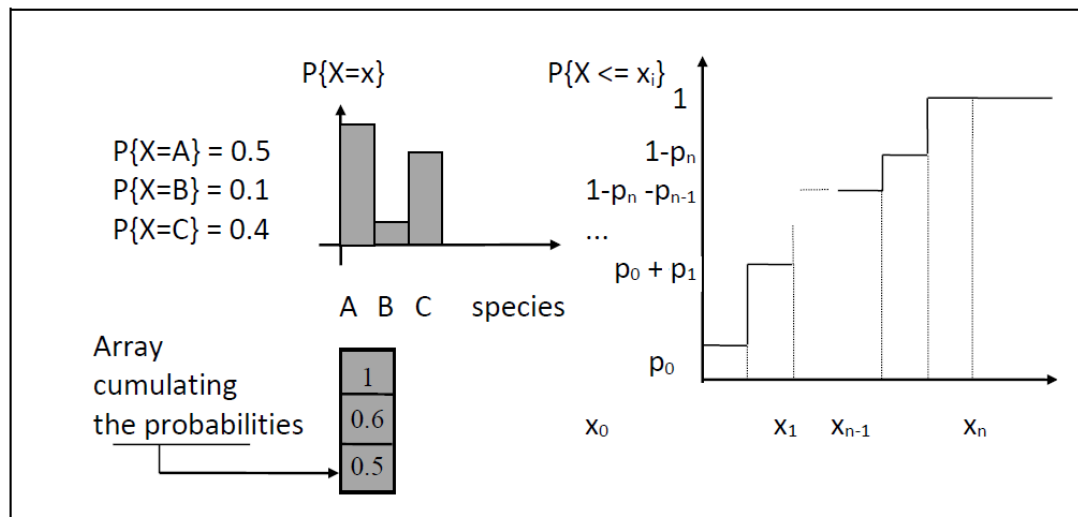 P{X=x}
P{X=A} = 0.5
P{X=B} = 0.1
P{X=C} = 0.4
A B C species
Array
cumulating
the probabilities
1
0.6
0.5
P{X <= xᵢ}
1
1-pₙ
1-pₙ -pₙ₋₁
...
p₀ + p₁
p₀
x₀ x₁ xₙ₋₁ xₙ